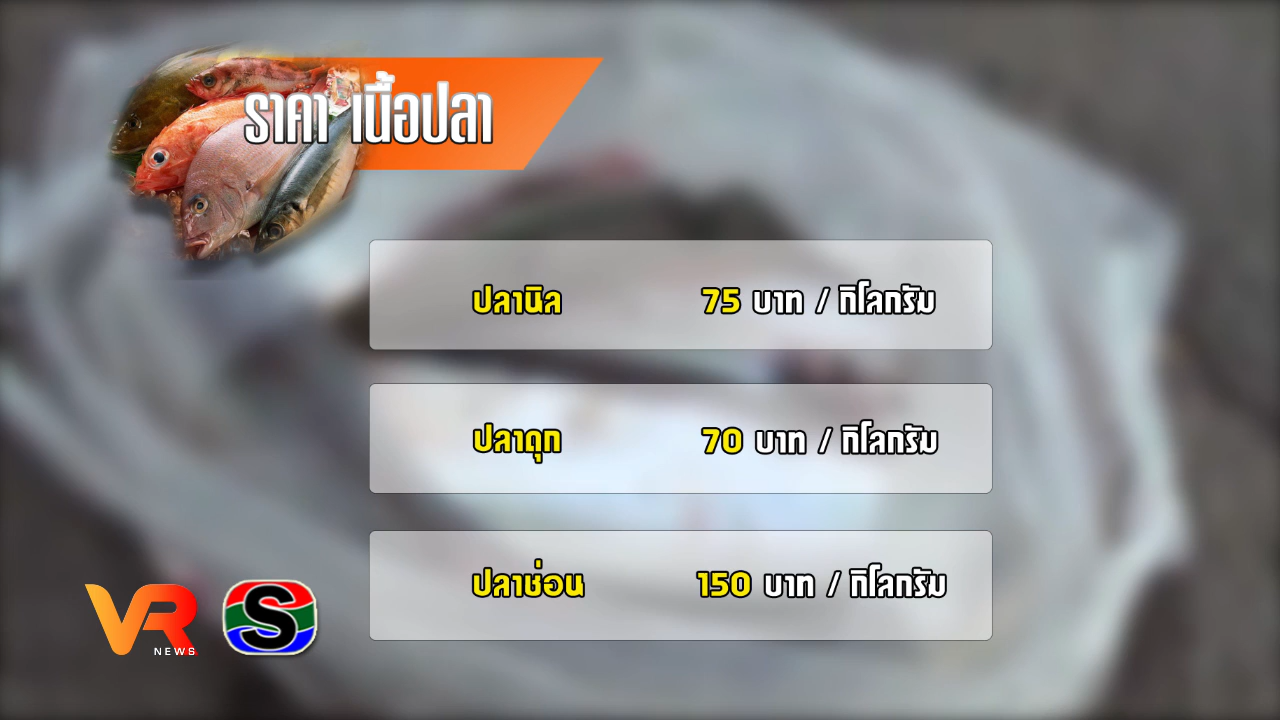 ราคา เนื้อปลา
ปลานิล 75 บาท / กิโลกรัม
ปลาดุก 70 บาท / กิโลกรัม
ปลาช่อน 150 บาท / กิโลกรัม
VR S
NEWS